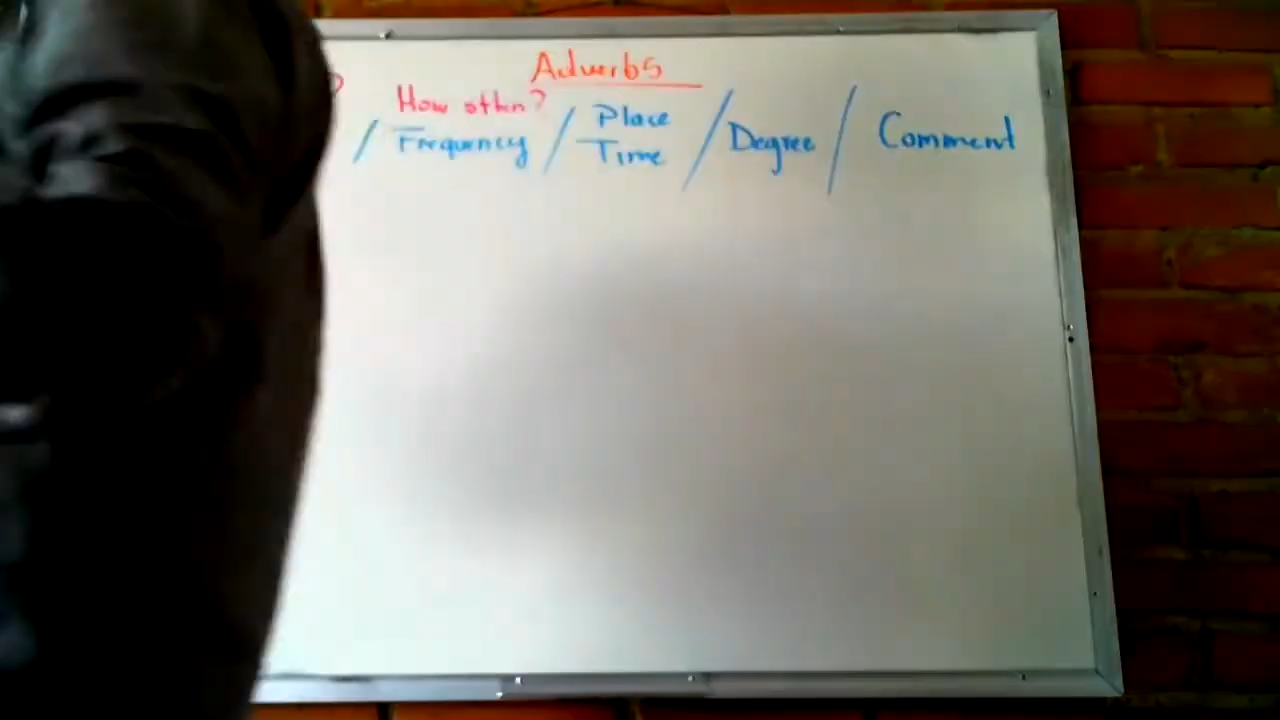 Adverbs
? How often?
/ Frequency / Place Time / Degree / Comment